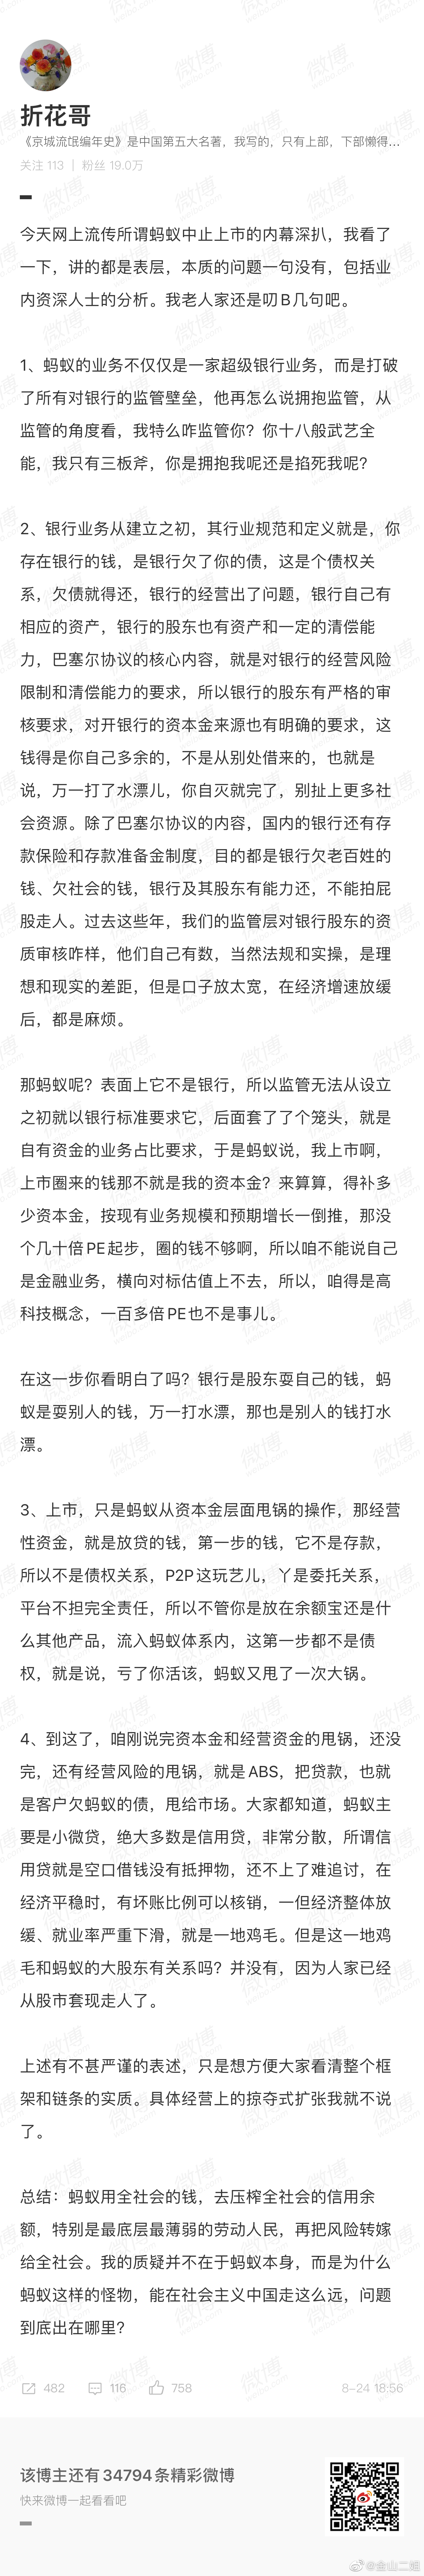 折花哥
《京城流氓编年史》是中国第五大名著，我写的，只有上部，下部懒得...
关注 113 | 粉丝 19.0万
今天网上流传所谓蚂蚁中止上市的内幕深扒，我看了
一下，讲的都是表层，本质的问题一句没有，包括业
内资深人士的分析。我老人家还是叨B几句吧。
1、蚂蚁的业务不仅仅是一家超级银行业务，而是打破
了所有对银行的监管壁垒，他再怎么说拥抱监管，从
监管的角度看，我特么咋监管你？你十八般武艺全
能，我只有三板斧，你是拥抱我呢还是掐死我呢？
2、银行业务从建立之初，其行业规范和定义就是，你
存在银行的钱，是银行欠了你的债，这是个债权关
系，欠债就得还，银行的经营出了问题，银行自己有
相应的资产，银行的股东也有资产和一定的清偿能
力，巴塞尔协议的核心内容，就是对银行的经营风险
限制和清偿能力的要求，所以银行的股东有严格的审
核要求，对开银行的资本金来源也有明确的要求，这
钱得是你自己多余的，不是从别处借来的，也就是
说，万一打了水漂儿，你自灭就完了，别扯上更多社
会资源。除了巴塞尔协议的内容，国内的银行还有存
款保险和存款准备金制度，目的都是银行欠老百姓的
钱、欠社会的钱，银行及其股东有能力还，不能拍屁
股走人。过去这些年，我们的监管层对银行股东的资
质审核咋样，他们自己有数，当然法规和实操，是理
想和现实的差距，但是口子放太宽，在经济增速放缓
后，都是麻烦。
那蚂蚁呢？表面上它不是银行，所以监管无法从设立
之初就以银行标准要求它，后面套了了个笼头，就是
自有资金的业务占比要求，于是蚂蚁说，我上市啊，
上市圈来的钱那不就是我的资本金？来算算，得补多
少资本金，按现有业务规模和预期增长一倒推，那没
个几十倍PE起步，圈的钱不够啊，所以咱不能说自己
是金融业务，横向对标估值上不去，所以，咱得是高
科技概念，一百多倍PE也不是事儿。
在这一步你看明白了吗？银行是股东耍自己的钱，蚂
蚁是耍别人的钱，万一打水漂，那也是别人的钱打水
漂。
3、上市，只是蚂蚁从资本金层面甩锅的操作，那经营
性资金，就是放贷的钱，第一步的钱，它不是存款，
所以不是债权关系，P2P这玩艺儿，丫是委托关系，
平台不担完全责任，所以不管你是放在余额宝还是什
么其他产品，流入蚂蚁体系内，这第一步都不是债
权，就是说，亏了你活该，蚂蚁又甩了一次大锅。
4、到这了，咱刚说完资本金和经营资金的甩锅，还没
完，还有经营风险的甩锅，就是ABS，把贷款，也就
是客户欠蚂蚁的债，甩给市场。大家都知道，蚂蚁主
要是小微贷，绝大多数是信用贷，非常分散，所谓信
用贷就是空口借钱没有抵押物，还不上了难追讨，在
经济平稳时，有坏账比例可以核销，一但经济整体放
缓、就业率严重下滑，就是一地鸡毛。但是这一地鸡
毛和蚂蚁的大股东有关系吗？并没有，因为人家已经
从股市套现走人了。
上述有不甚严谨的表述，只是想方便大家看清整个框
架和链条的实质。具体经营上的掠夺式扩张我就不说
了。
总结：蚂蚁用全社会的钱，去压榨全社会的信用余
额，特别是最底层最薄弱的劳动人民，再把风险转嫁
给全社会。我的质疑并不在于蚂蚁本身，而是为什么
蚂蚁这样的怪物，能在社会主义中国走这么远，问题
到底出在哪里？
482 116 758 8-24 18:56
该博主还有34794条精彩微博
快来微博一起看看吧